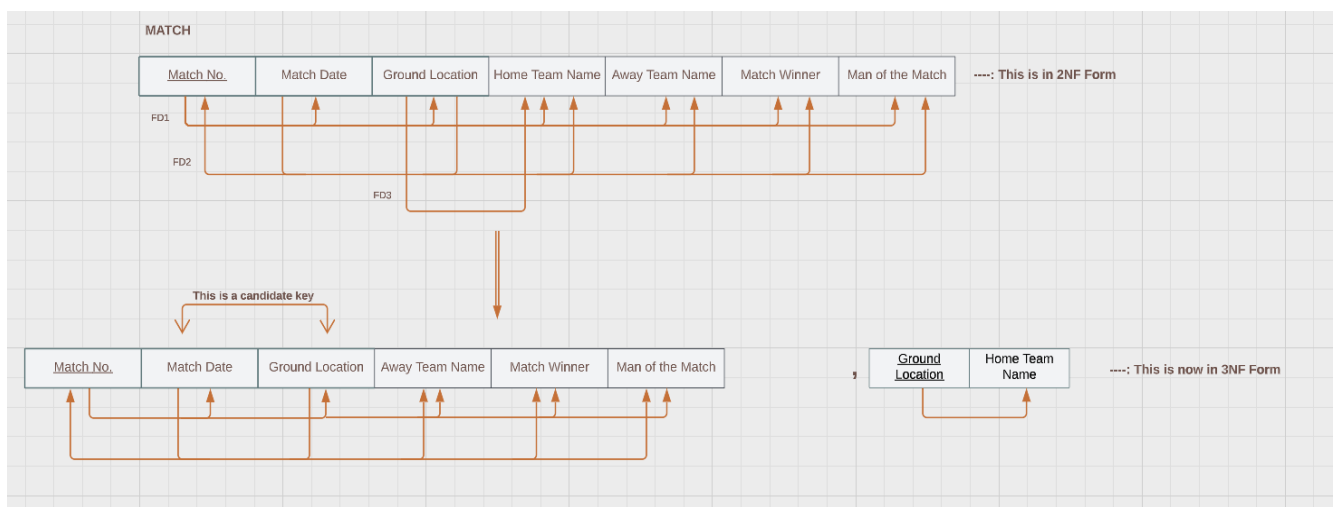 MATCH
Match No. Match Date Ground Location Home Team Name Away Team Name Match Winner Man of the Match ----: This is in 2NF Form
FD1
FD2
FD3
This is a candidate key
Match No. Match Date Ground Location Away Team Name Match Winner Man of the Match , Ground Location Home Team Name ----: This is now in 3NF Form